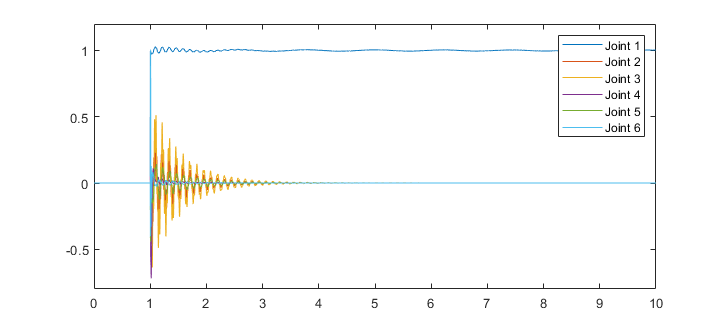 1
0.5
0
-0.5
0 1 2 3 4 5 6 7 8 9 10
Joint 1
Joint 2
Joint 3
Joint 4
Joint 5
Joint 6